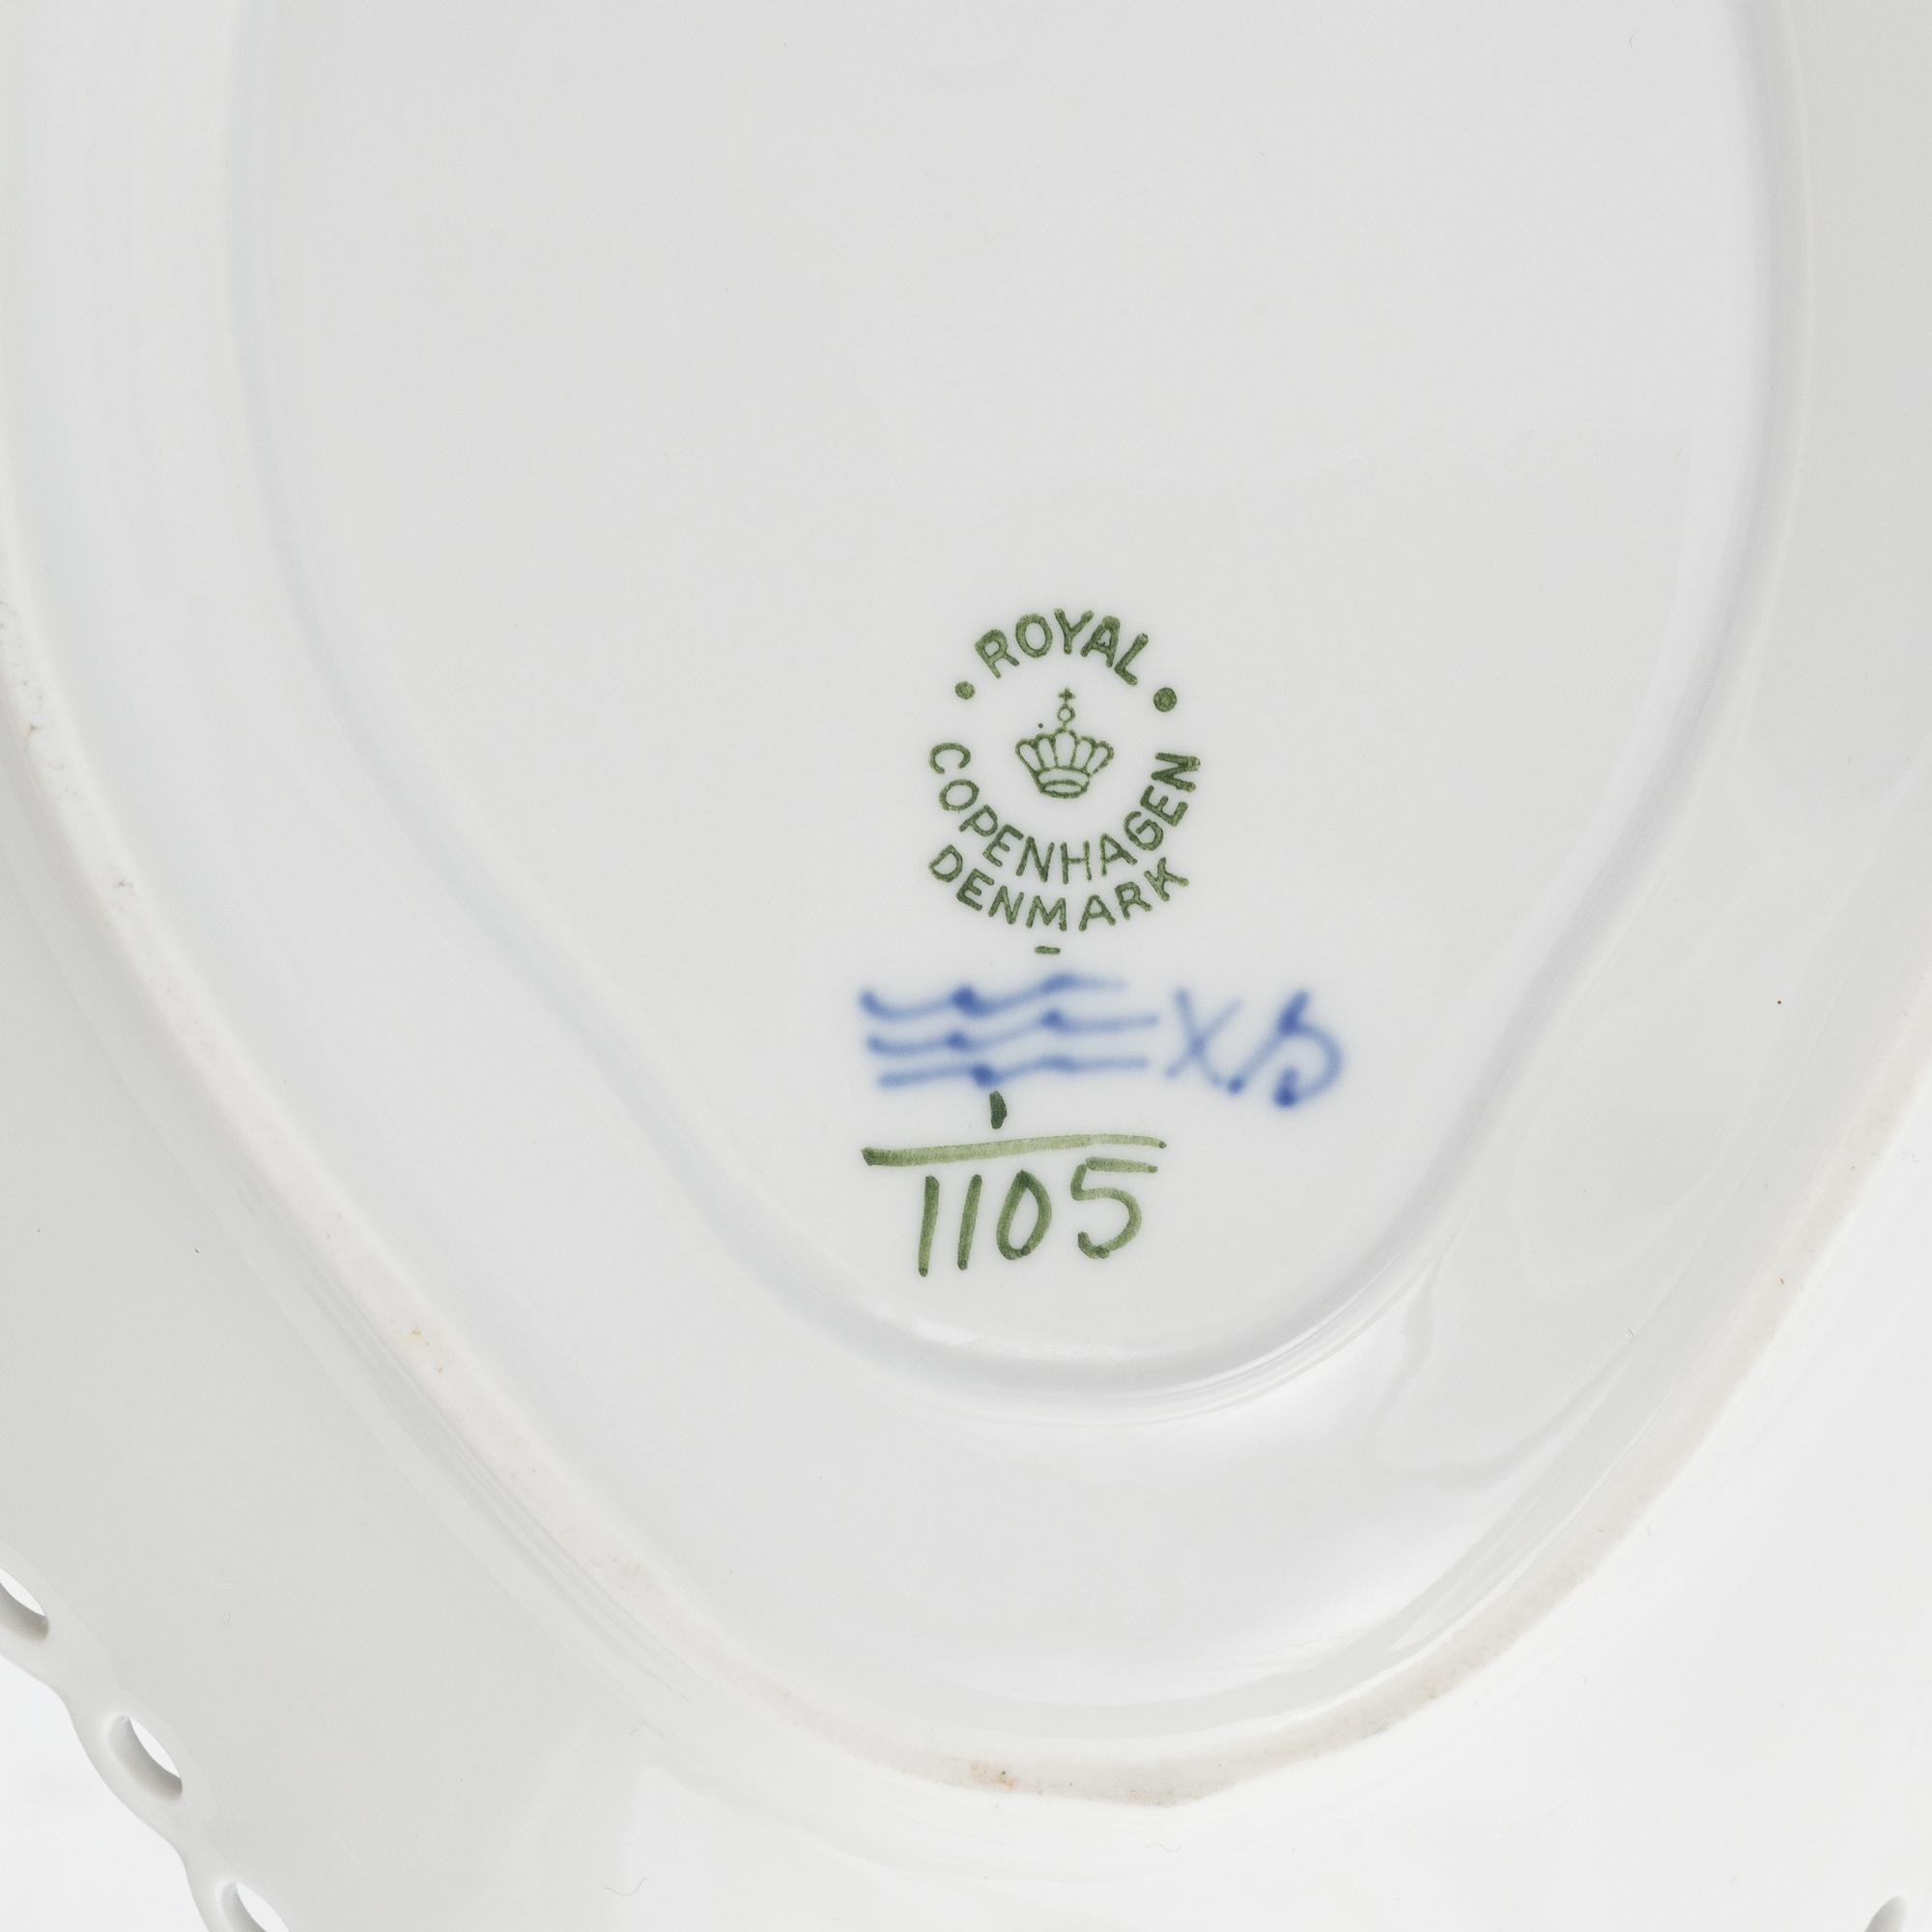 ROYAL
COPENHAGEN
DENMARK
1105